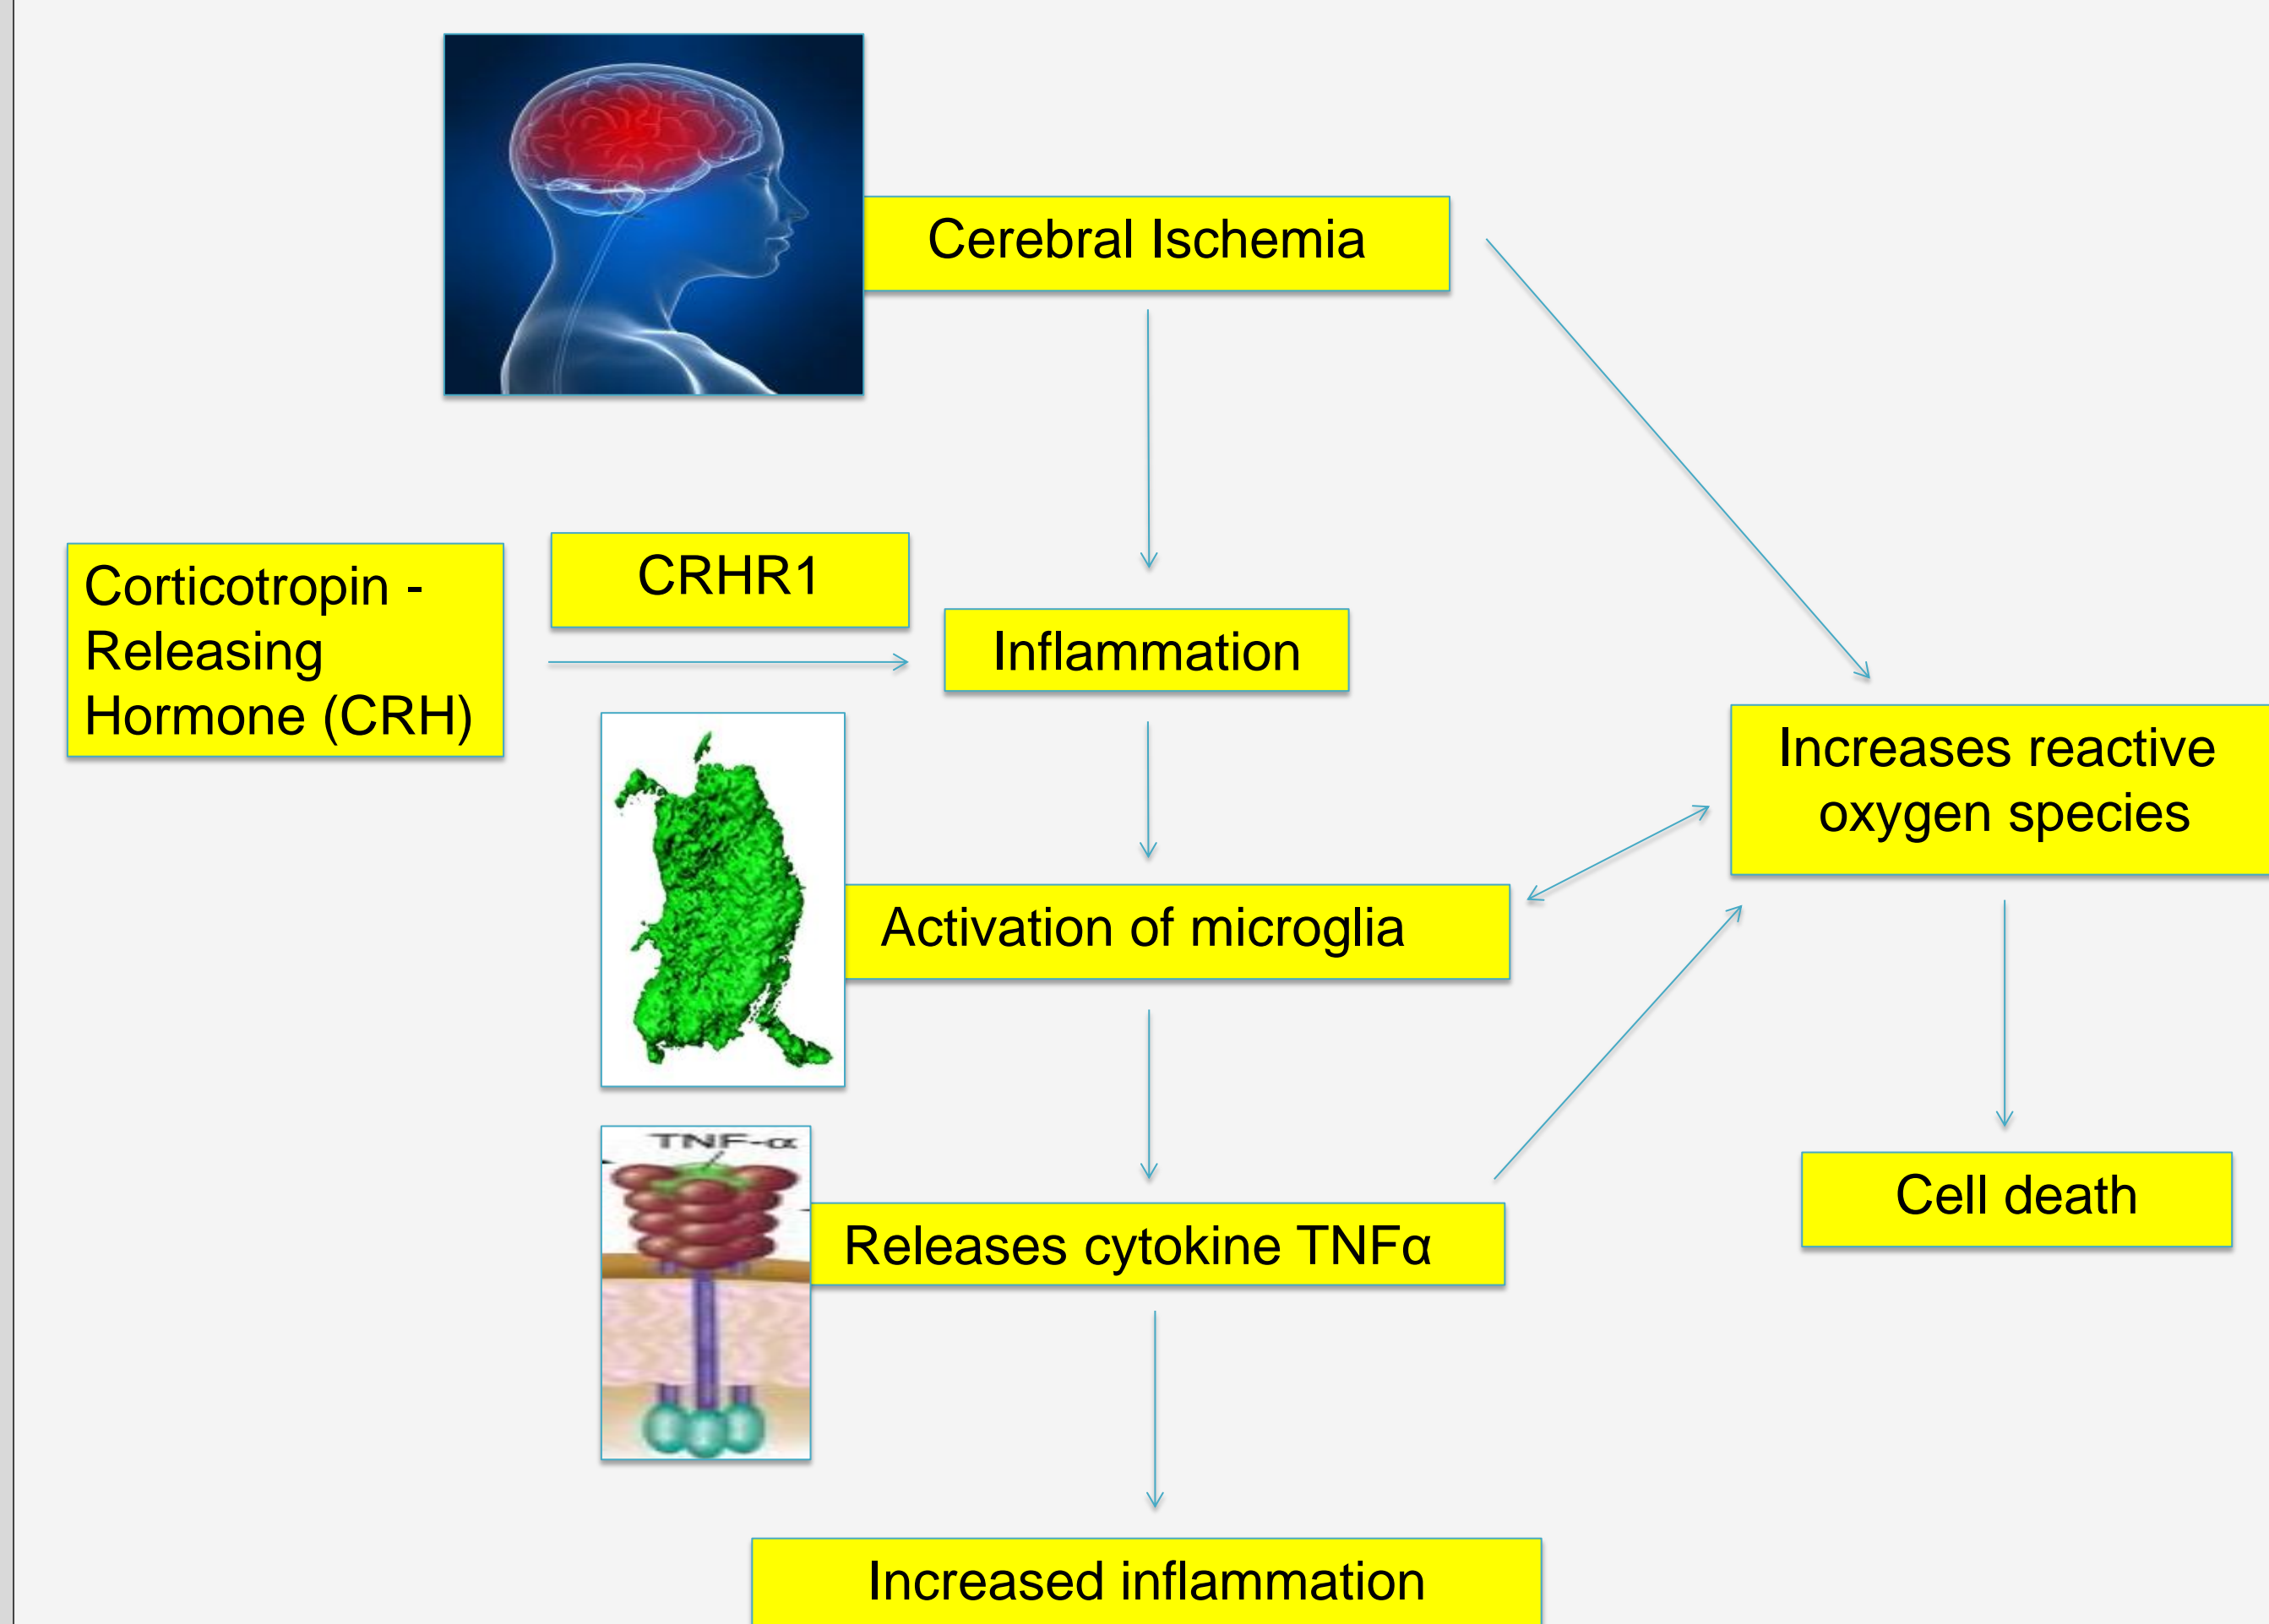 Cerebral Ischemia
CRHR1
Corticotropin -
Releasing
Hormone (CRH)
Inflammation
Increases reactive
oxygen species
Activation of microglia
TNF-α
Releases cytokine TNFα
Cell death
Increased inflammation